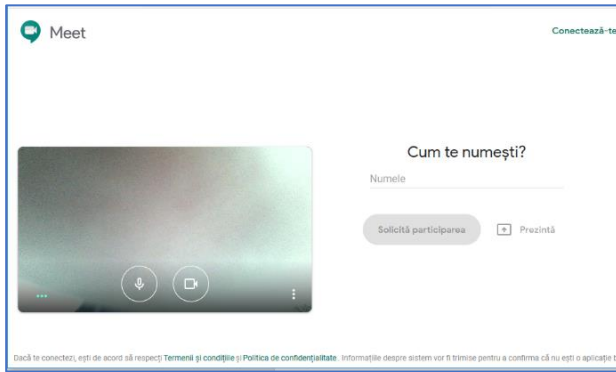 Meet
Conectează-te
Cum te numești?
Numele
Solicită participarea
Prezintă
Dacă te conectezi, ești de acord să respecți Termenii și condițiile și Politica de confidențialitate. Informațiile despre sistem vor fi trimise pentru a confirma că nu ești o aplicație